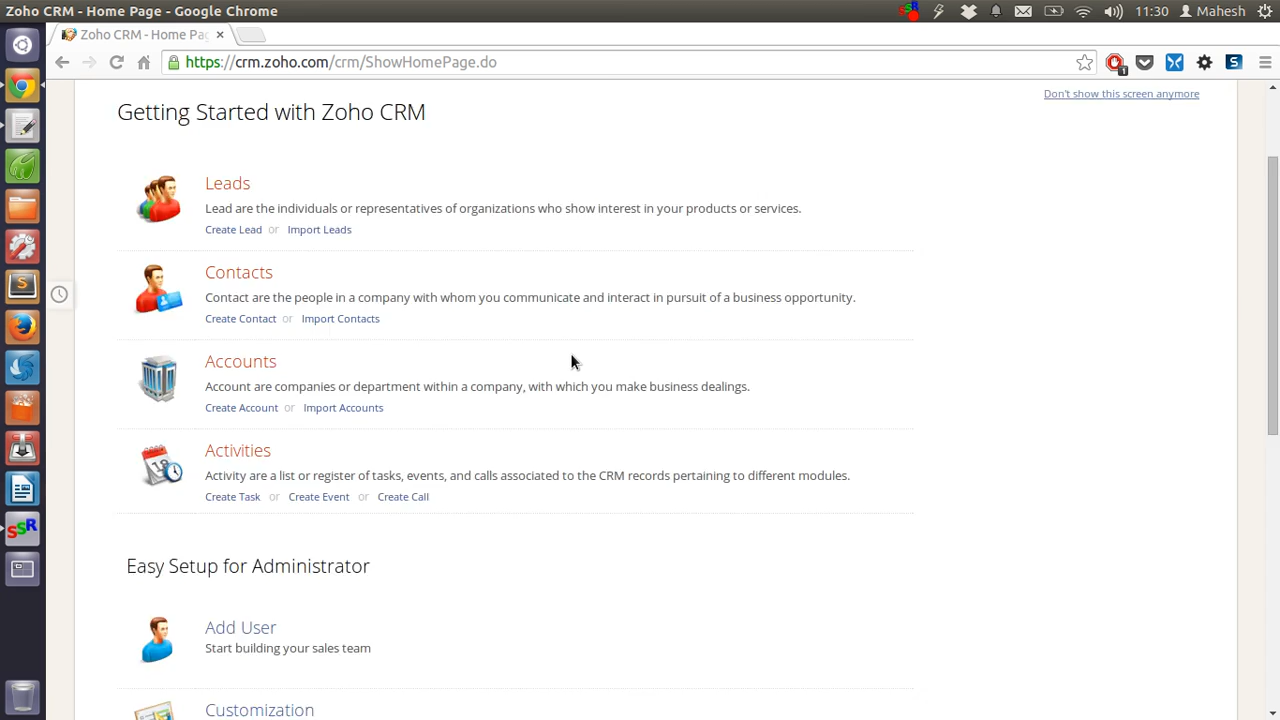 Zoho CRM - Home Page - Google Chrome
11:30
Mahesh
Zoho CRM - Home Pag
https://crm.zoho.com/crm/ShowHomePage.do
1
S
Don't show this screen anymore
Getting Started with Zoho CRM
Leads
Lead are the individuals or representatives of organizations who show interest in your products or services.
Create Lead or Import Leads
Contacts
Contact are the people in a company with whom you communicate and interact in pursuit of a business opportunity.
Create Contact or Import Contacts
Accounts
Account are companies or department within a company, with which you make business dealings.
Create Account or Import Accounts
Activities
Activity are a list or register of tasks, events, and calls associated to the CRM records pertaining to different modules.
Create Task or Create Event or Create Call
SSR
Easy Setup for Administrator
Add User
Start building your sales team
Customization